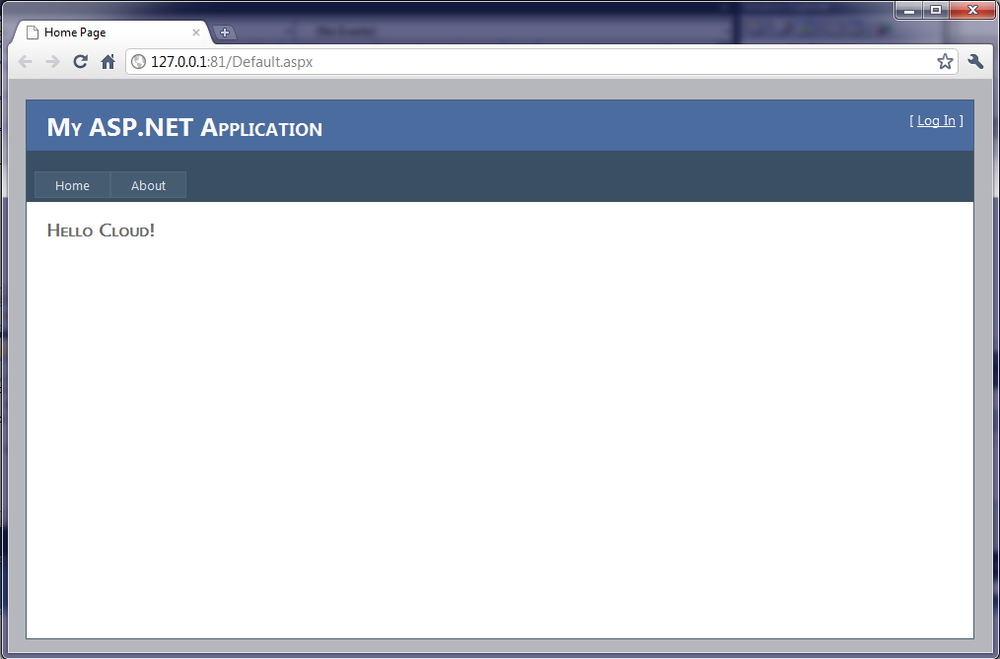 Home Page
127.0.0.1:81/Default.aspx
My ASP.NET Application
[ Log In ]
Home About
Hello Cloud!